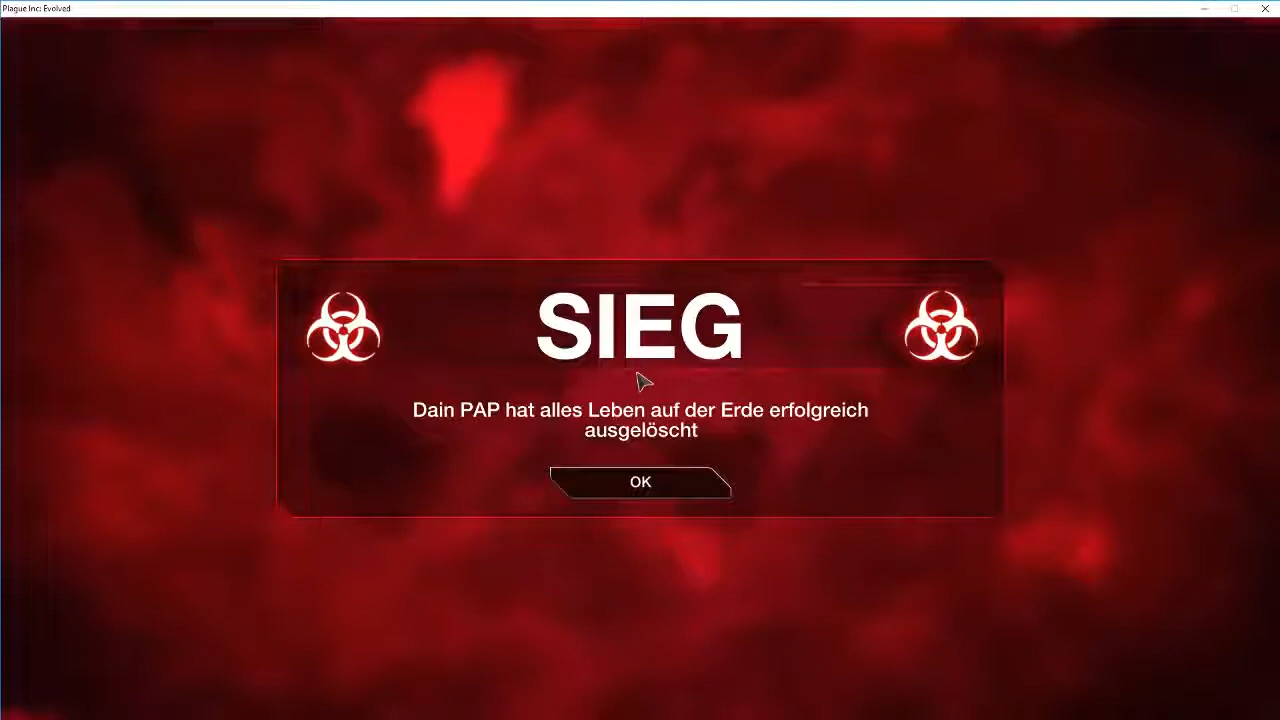 Plague Inc: Evolved
SIEG
Dain PAP hat alles Leben auf der Erde erfolgreich
ausgelöscht
OK